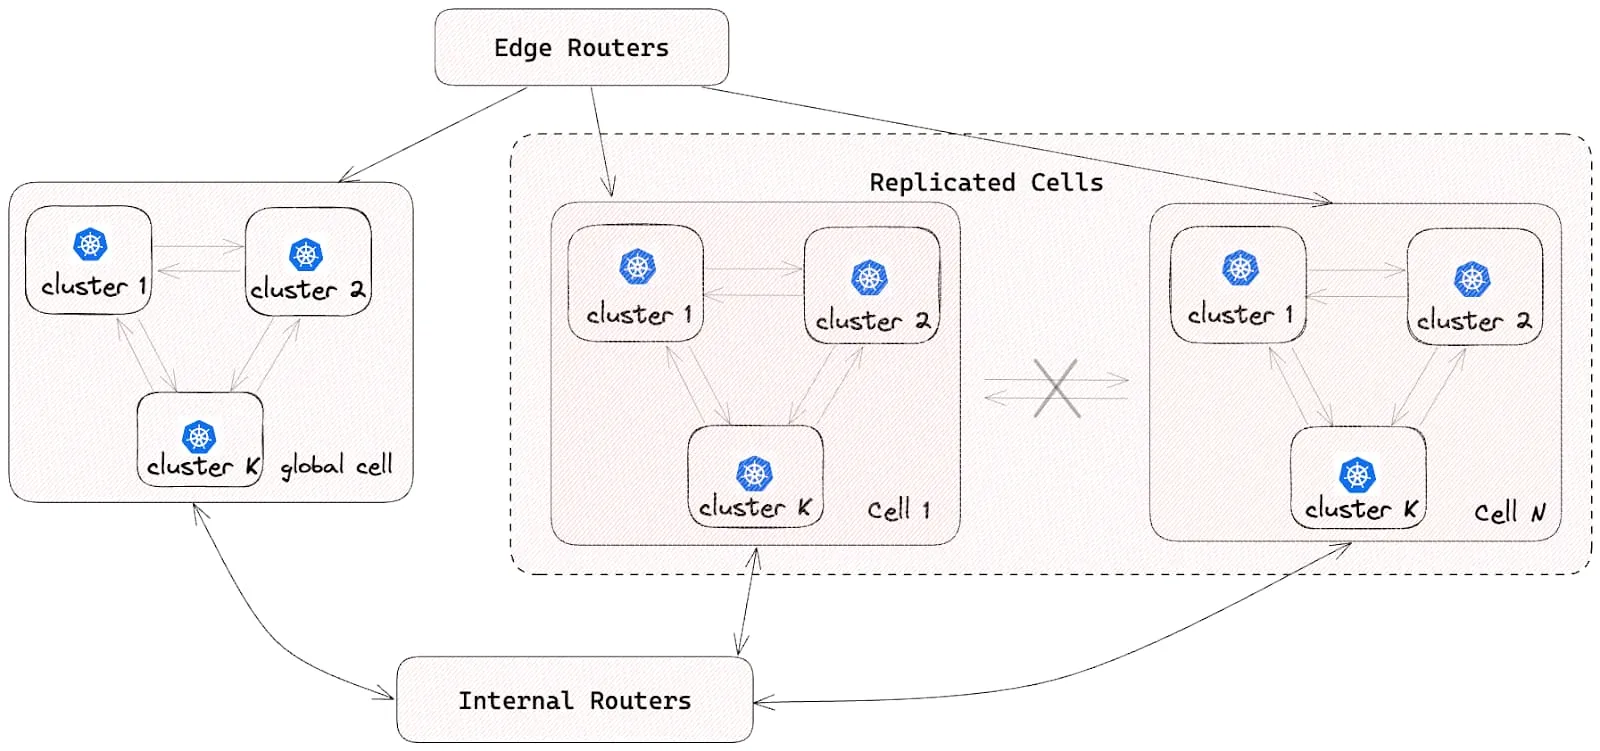 Edge Routers
Replicated Cells
cluster 1
cluster 2
cluster K
global cell
cluster 1
cluster 2
cluster K
Cell 1
cluster 1
cluster 2
cluster K
Cell N
Internal Routers